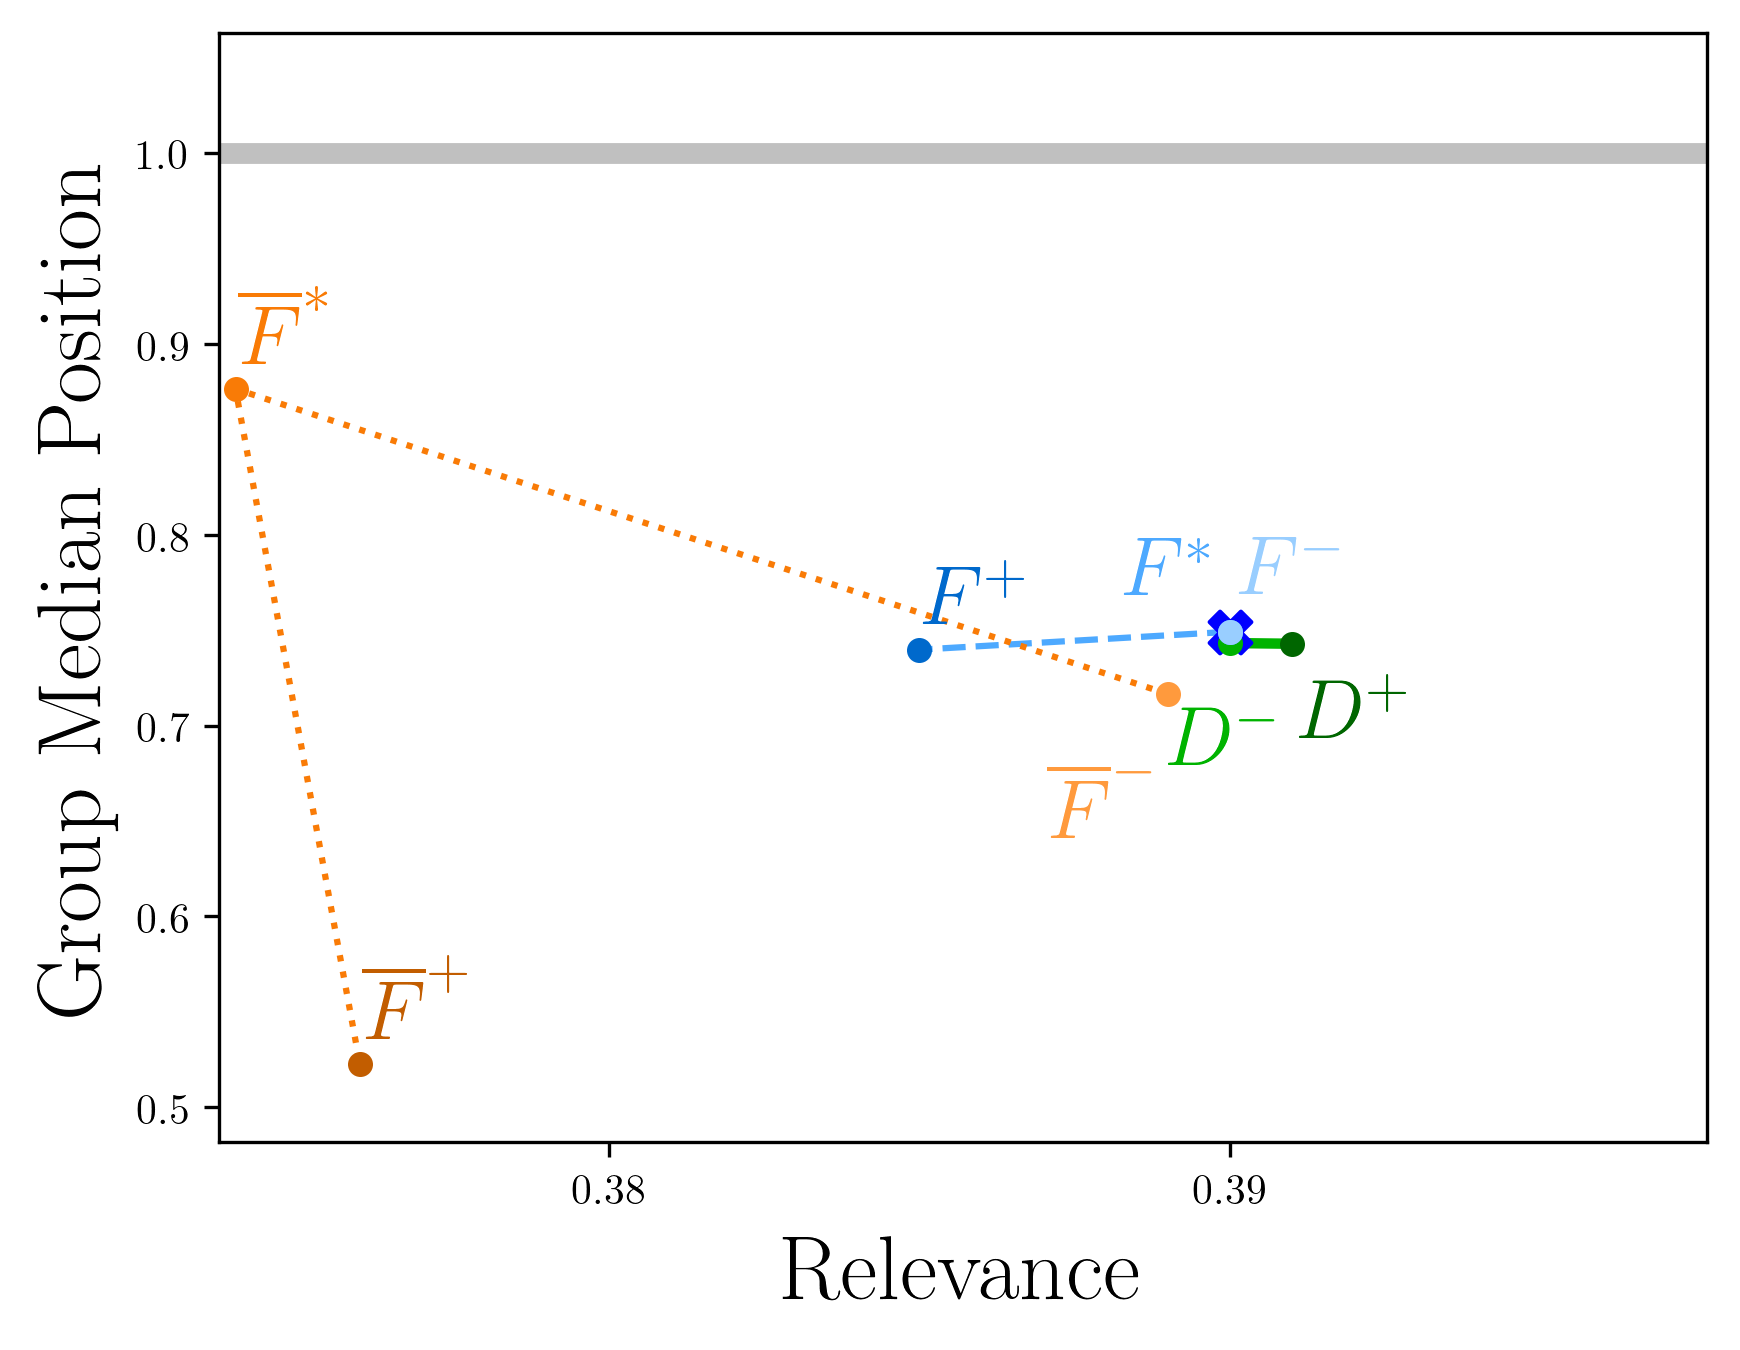 Group Median Position
1.0
0.9
0.8
0.7
0.6
0.5
F̅*
F⁺
F* F⁻
D⁺
D⁻
F̅⁻
F̅⁺
0.38 0.39
Relevance